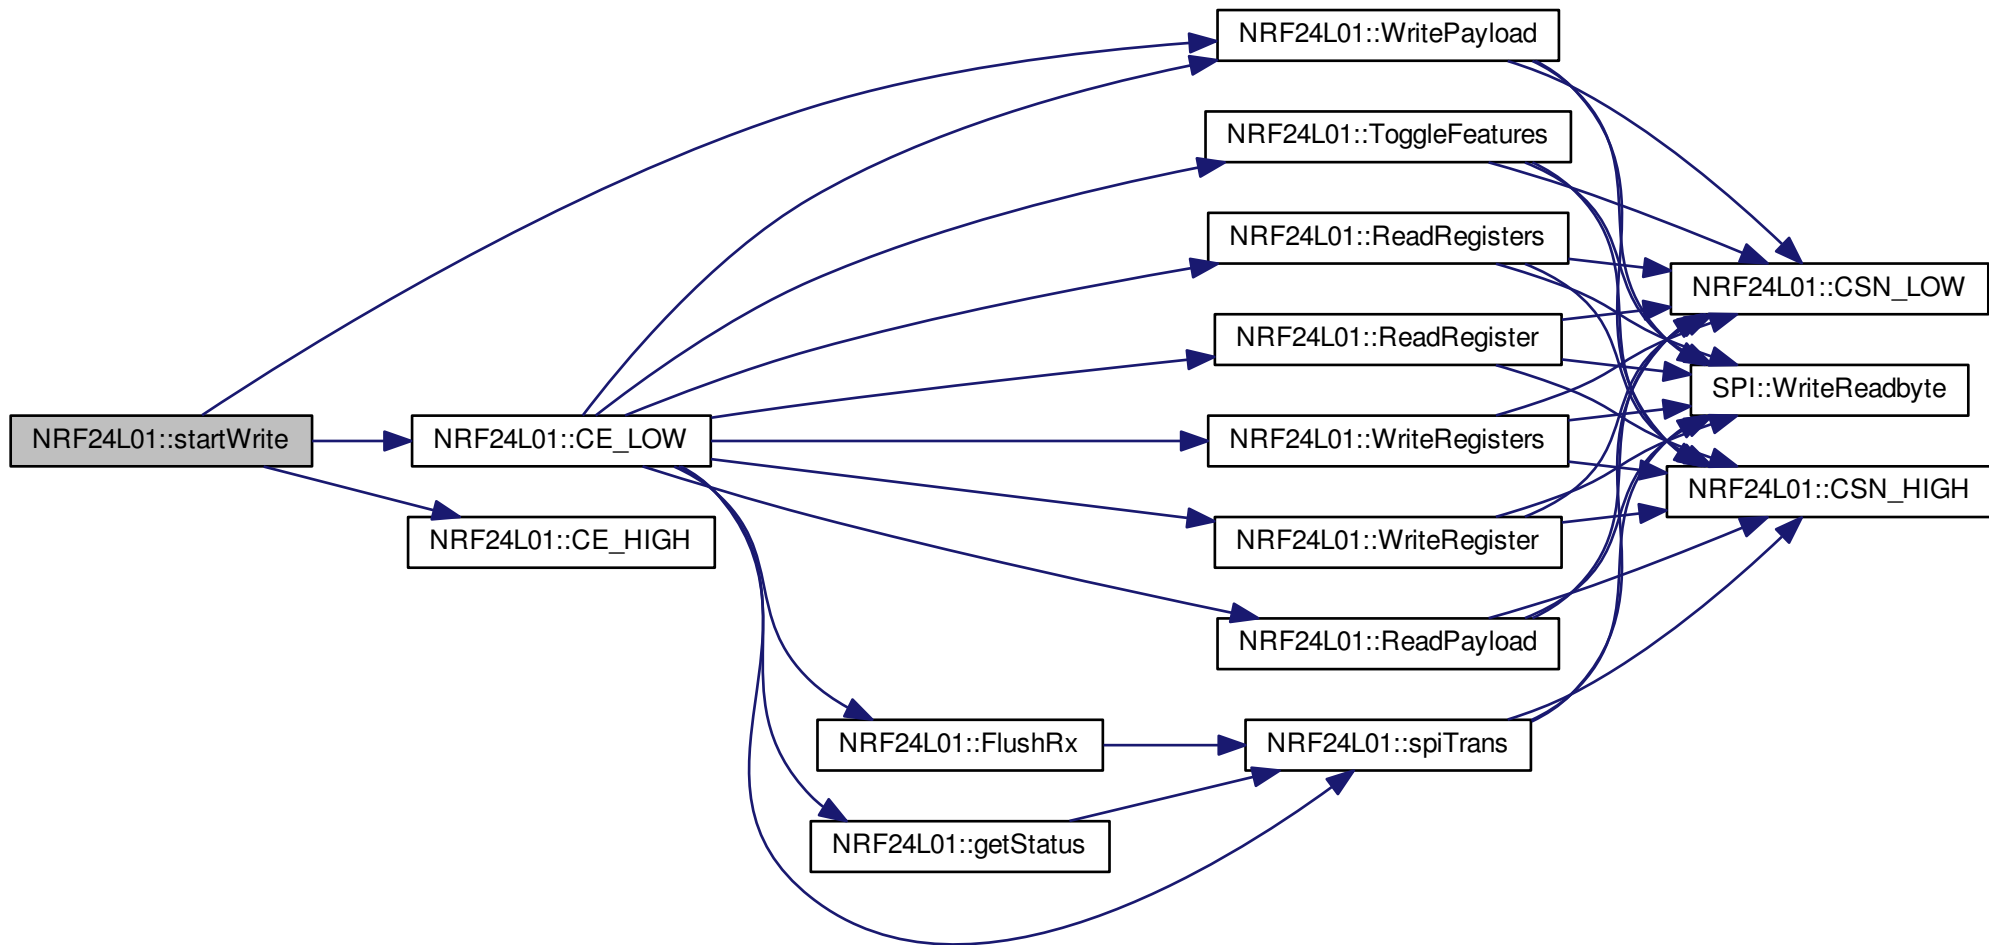 NRF24L01::WritePayload
NRF24L01::ToggleFeatures
NRF24L01::ReadRegisters
NRF24L01::CSN_LOW
NRF24L01::ReadRegister
SPI::WriteReadbyte
NRF24L01::startWrite
NRF24L01::CE_LOW
NRF24L01::WriteRegisters
NRF24L01::CSN_HIGH
NRF24L01::CE_HIGH
NRF24L01::WriteRegister
NRF24L01::ReadPayload
NRF24L01::FlushRx
NRF24L01::spiTrans
NRF24L01::getStatus